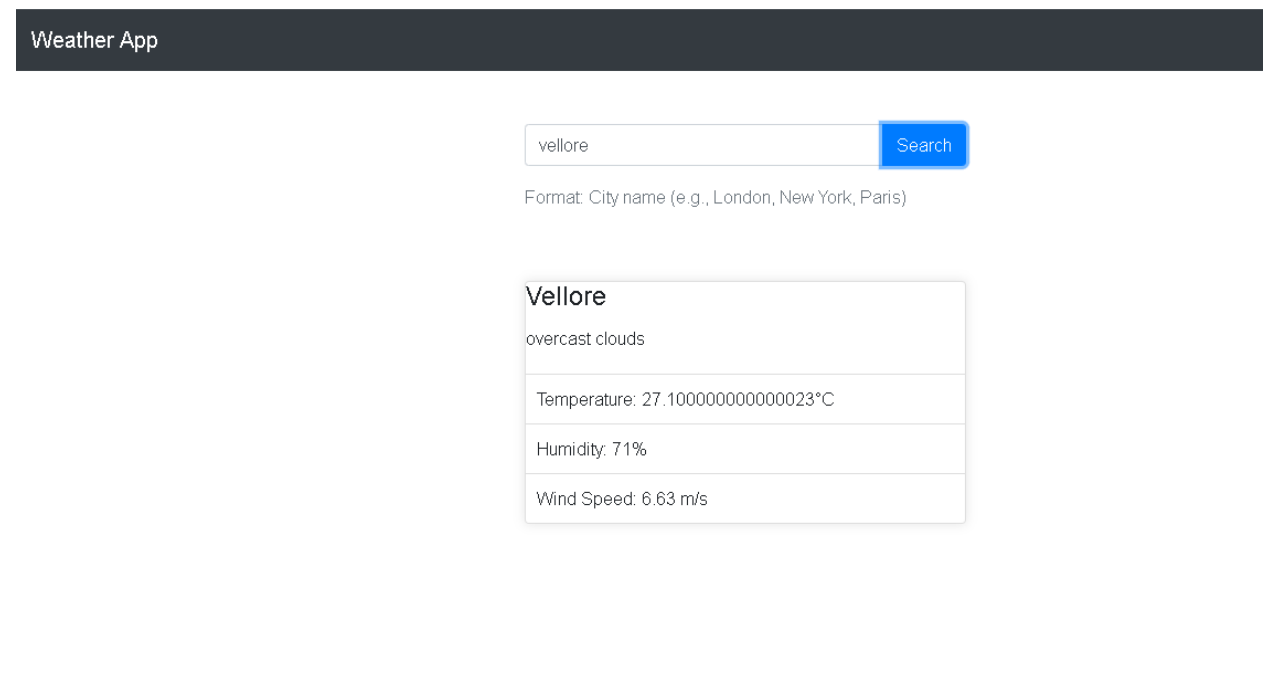 Weather App
vellore
Search
Format: City name (e.g., London, New York, Paris)
Vellore
overcast clouds
Temperature: 27.100000000000023°C
Humidity: 71%
Wind Speed: 6.63 m/s